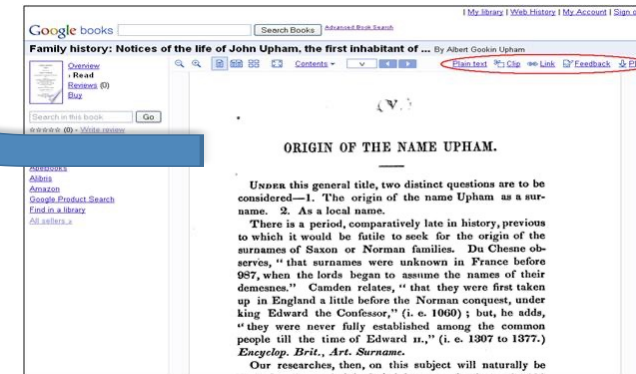 | My library | Web History | My Account | Sign
Google books Search Books Advanced Book Search
Family history: Notices of the life of John Upham, the first inhabitant of ... By Albert Gookin Upham
Overview
› Read
Reviews (0)
Buy
Contents ▾
Plain text Clip Link Feedback
Search in this book Go
(0) - Write review
AbeBooks
Alibris
Amazon
Google Product Search
Find in a library
All sellers »
(V.)
ORIGIN OF THE NAME UPHAM.
UNDER this general title, two distinct questions are to be
considered—1. The origin of the name Upham as a sur-
name. 2. As a local name.
There is a period, comparatively late in history, previous
to which it would be futile to seek for the origin of the
surnames of Saxon or Norman families. Du Chesne ob-
serves, “ that surnames were unknown in France before
987, when the lords began to assume the names of their
demesnes.” Camden relates, “ that they were first taken
up in England a little before the Norman conquest, under
king Edward the Confessor,” (i. e. 1060) ; but, he adds,
“ they were never fully established among the common
people till the time of Edward II.,” (i. e. 1307 to 1377.)
Encyclop. Brit., Art. Surname.
Our researches, then, on this subject will naturally be